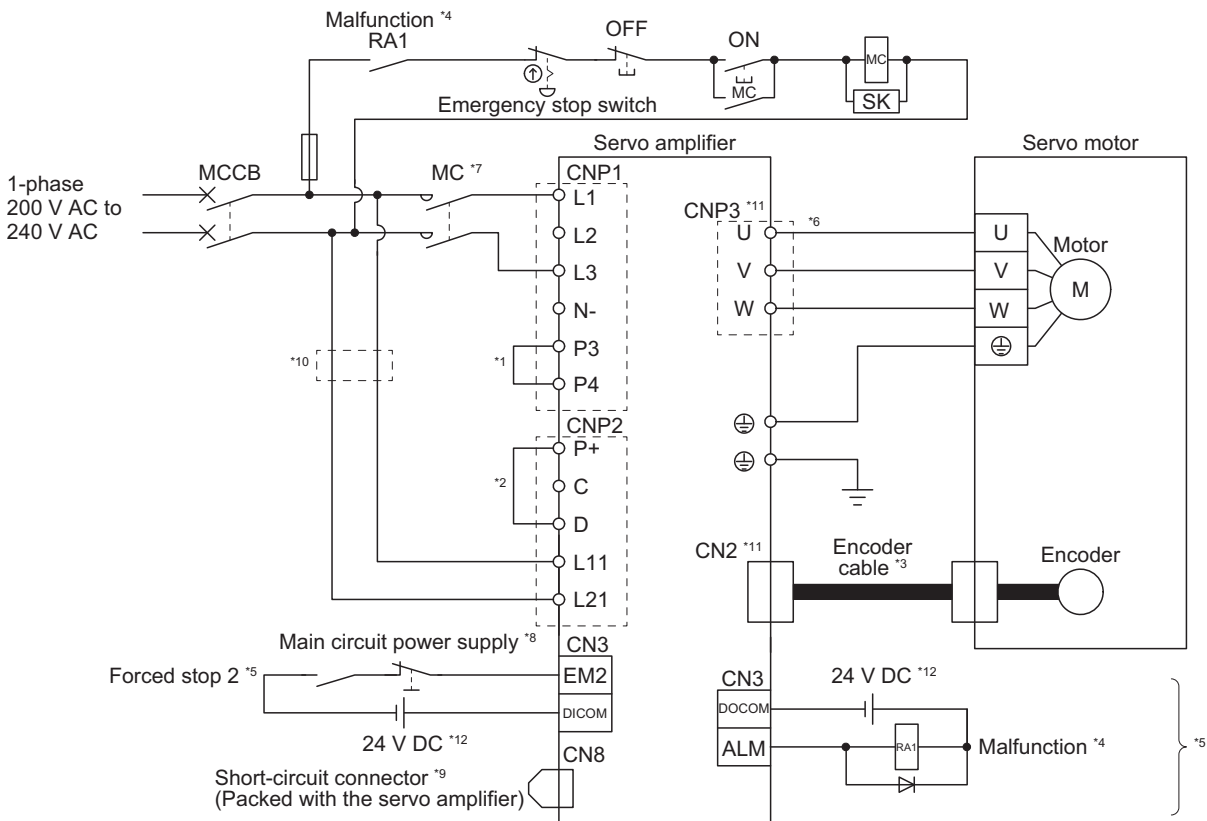 Malfunction *4
RA1
OFF
ON
MC
MC
SK
Emergency stop switch
Servo amplifier
Servo motor
1-phase
200 V AC to
240 V AC
MCCB
MC *7
CNP1
L1
L2
L3
N-
P3
P4
*1
*10
CNP3 *11
*6
U
V
W
U
V
W
Motor
M
CNP2
P+
C
D
L11
L21
*2
CN2 *11
Encoder
cable *3
Encoder
Main circuit power supply *8
Forced stop 2 *5
24 V DC *12
CN3
EM2
DICOM
CN8
Short-circuit connector *9
(Packed with the servo amplifier)
CN3
DOCOM
ALM
24 V DC *12
RA1
Malfunction *4
*5